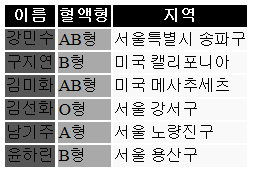 이름 혈액형 지역
강민수 AB형 서울특별시 송파구
구지연 B형 미국 캘리포니아
김미화 AB형 미국 메사추세츠
김선화 O형 서울 강서구
남기주 A형 서울 노량진구
윤하린 B형 서울 용산구